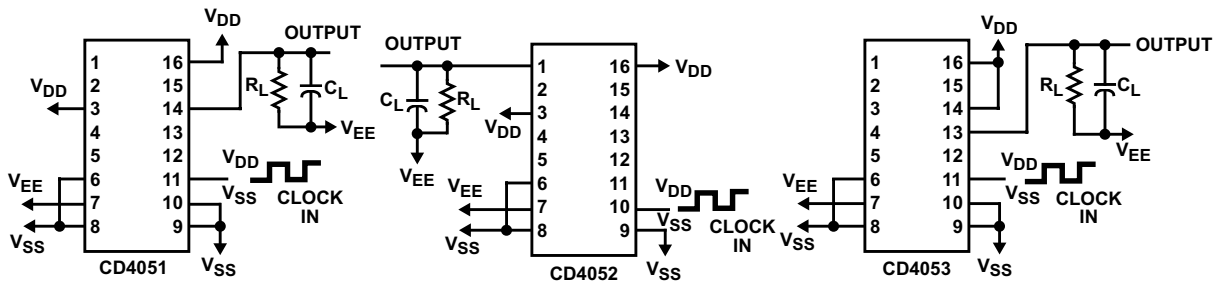 VDD
OUTPUT
1 16
2 15
VDD 3 14
4 13
5 12
6 11
VEE 7 10
VSS 8 9
RL CL
VEE
VDD
VSS
CLOCK
IN
VSS
CD4051
OUTPUT
1 16 VDD
2 15
VDD 3 14
4 13
5 12
6 11
VEE 7 10
VSS 8 9
CL RL
VEE
VDD
VSS
CLOCK
IN
VSS
CD4052
VDD
OUTPUT
1 16
2 15
3 14
4 13
5 12
6 11
VEE 7 10
VSS 8 9
RL CL
VEE
VDD
VSS
CLOCK
IN
VSS
CD4053